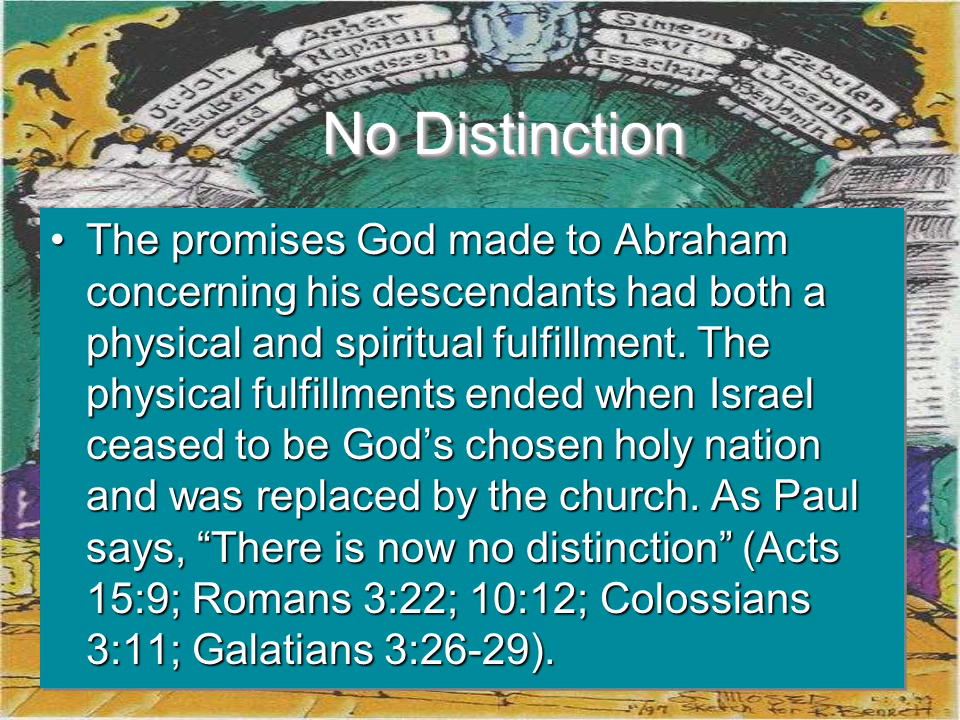 Asher
Naphtali
Manasseh
Judah
Reuben
Gad
Simeon
Levi
Issachar
Zebulen
Joseph
Benjamin
No Distinction
• The promises God made to Abraham
concerning his descendants had both a
physical and spiritual fulfillment. The
physical fulfillments ended when Israel
ceased to be God’s chosen holy nation
and was replaced by the church. As Paul
says, “There is now no distinction” (Acts
15:9; Romans 3:22; 10:12; Colossians
3:11; Galatians 3:26-29).
Sketch for R. Bennett